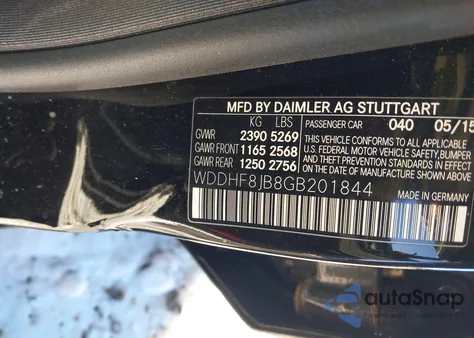 MFD BY DAIMLER AG STUTTGART
KG LBS
GVWR 2390 5269
GAWR FRONT 1165 2568
GAWR REAR 1250 2756
PASSENGER CAR 040 05/15
THIS VEHICLE CONFORMS TO ALL APPLICABLE
U.S. FEDERAL MOTOR VEHICLE SAFETY, BUMPER
AND THEFT PREVENTION STANDARDS IN EFFECT
ON THE DATE OF MANUFACTURE SHOWN ABOVE
WDDHF8JB8GB201844
MADE IN GERMANY
autoSnap